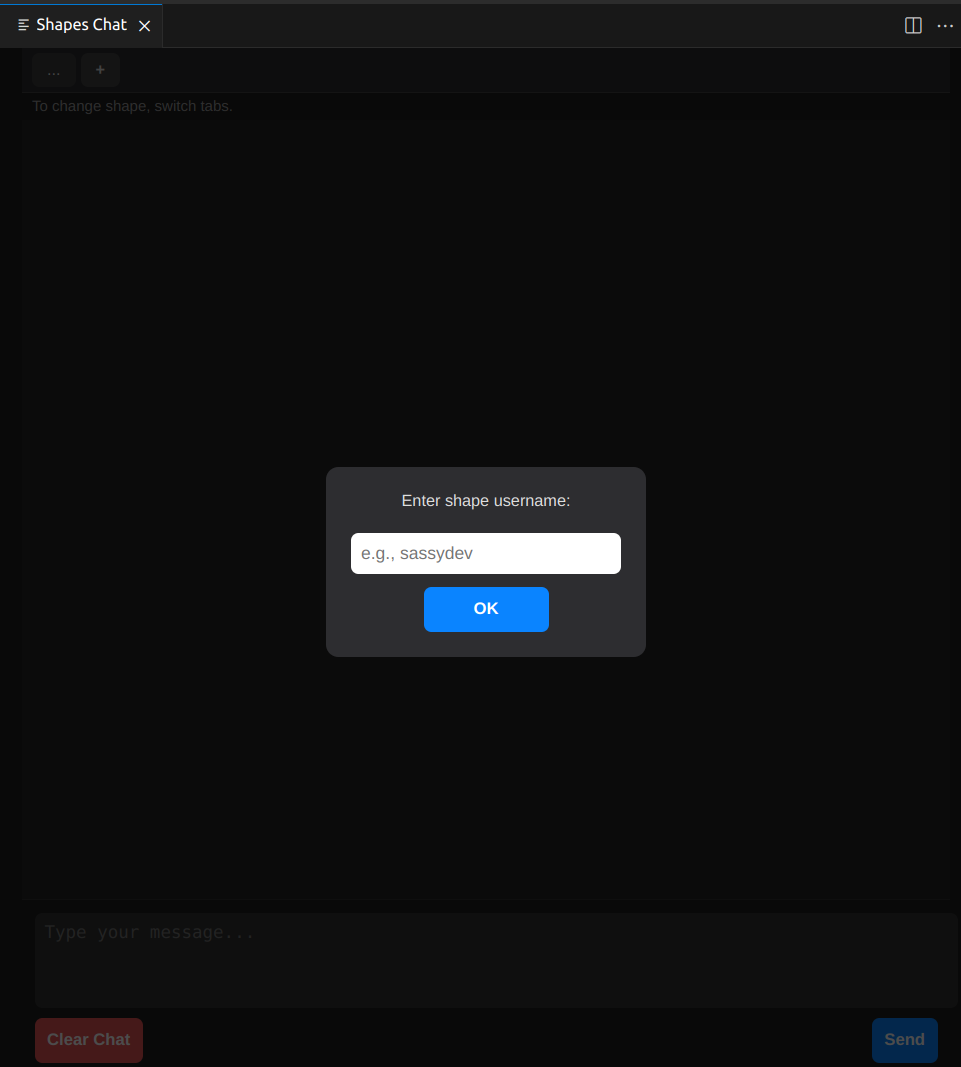 Shapes Chat
...
+
To change shape, switch tabs.
Enter shape username:
e.g., sassydev
OK
Type your message...
Clear Chat
Send